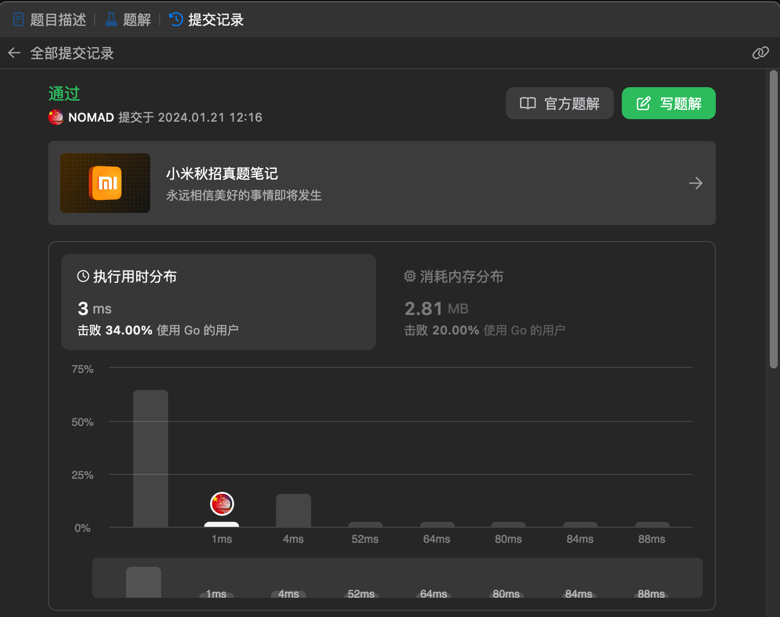 题目描述 题解 提交记录
全部提交记录
通过
NOMAD 提交于 2024.01.21 12:16
官方题解
写题解
小米秋招真题笔记
永远相信美好的事情即将发生
执行用时分布
3 ms
击败 34.00% 使用 Go 的用户
消耗内存分布
2.81 MB
击败 20.00% 使用 Go 的用户
75%
50%
25%
0%
1ms 4ms 52ms 64ms 80ms 84ms 88ms
1ms 4ms 52ms 64ms 80ms 84ms 88ms